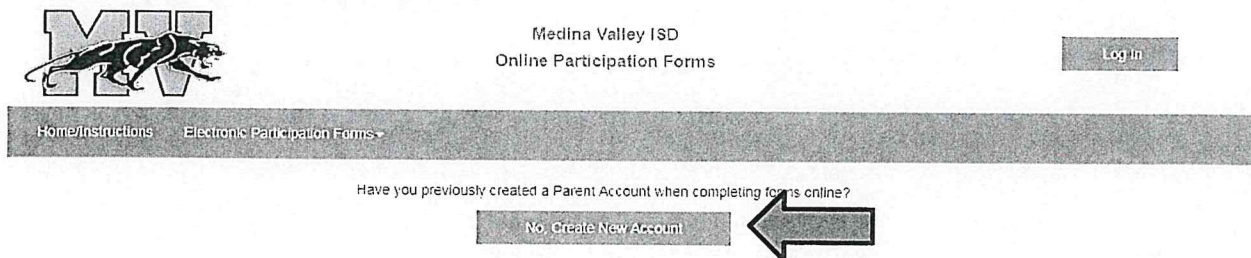 MV
Medina Valley ISD
Online Participation Forms
Log In
Home/Instructions Electronic Participation Forms
Have you previously created a Parent Account when completing forms online?
No, Create New Account